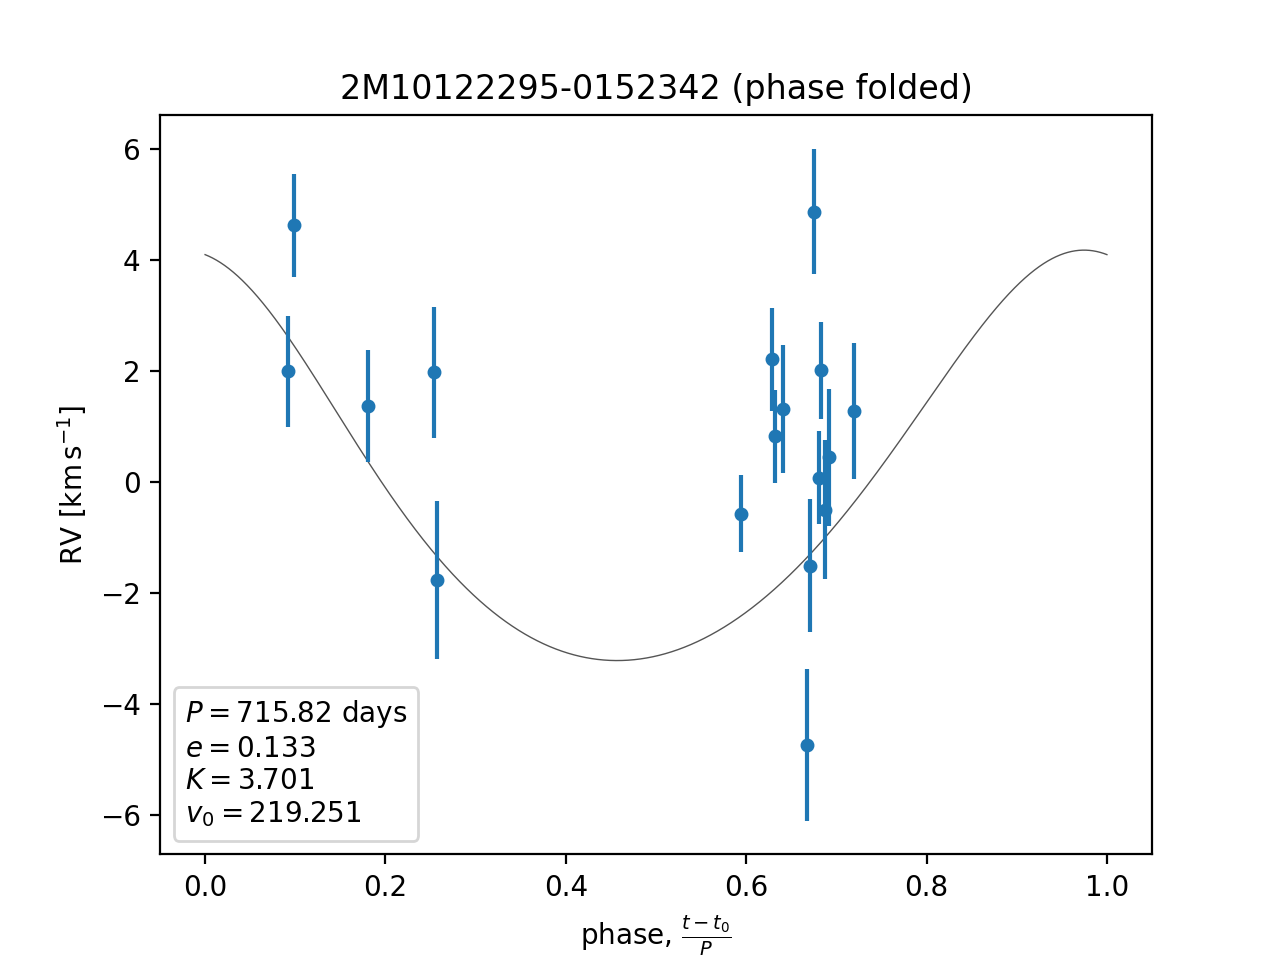 2M10122295-0152342 (phase folded)
RV [km s⁻¹]
6
4
2
0
−2
−4
−6
P = 715.82 days
e = 0.133
K = 3.701
v₀ = 219.251
0.0 0.2 0.4 0.6 0.8 1.0
phase, (t − t₀)/P